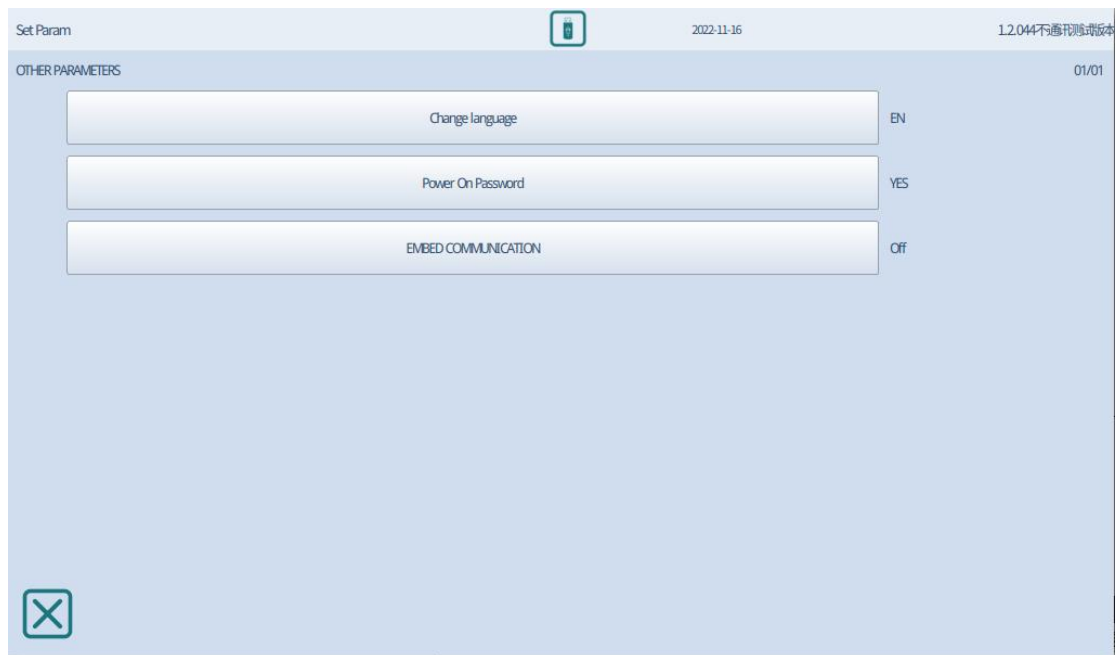 Set Param 2022-11-16 1.2.044不通讯测试版本
OTHER PARAMETERS 01/01
Change language EN
Power On Password YES
EMBED COMMUNICATION Off